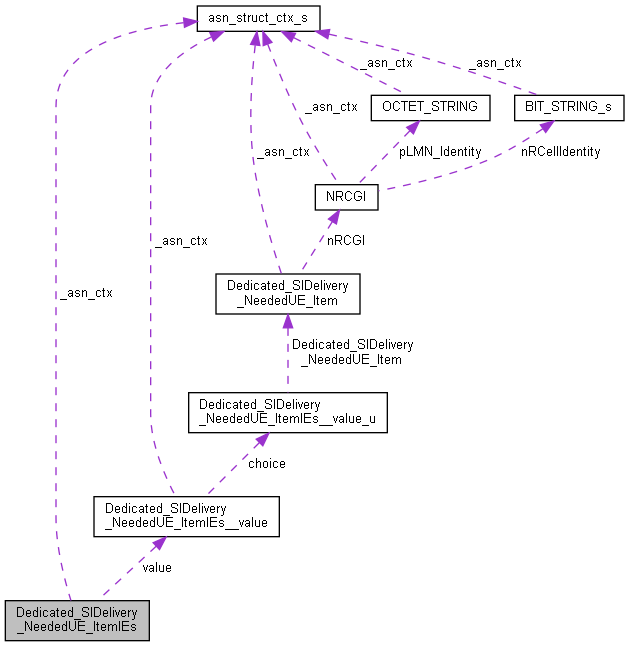 asn_struct_ctx_s
_asn_ctx
_asn_ctx
OCTET_STRING
BIT_STRING_s
_asn_ctx
_asn_ctx
pLMN_Identity
nRCellIdentity
NRCGI
_asn_ctx
nRCGI
Dedicated_SIDelivery
_NeededUE_Item
_asn_ctx
Dedicated_SIDelivery
_NeededUE_Item
Dedicated_SIDelivery
_NeededUE_ItemIEs__value_u
choice
Dedicated_SIDelivery
_NeededUE_ItemIEs__value
value
Dedicated_SIDelivery
_NeededUE_ItemIEs